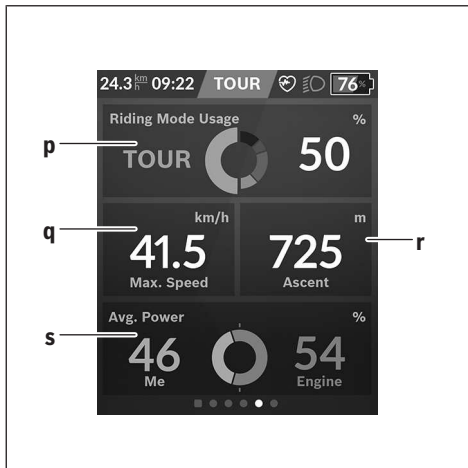 24.3 km/h 09:22 TOUR 76%
Riding Mode Usage %
p TOUR 50
q km/h m
41.5 725 r
Max. Speed Ascent
Avg. Power %
s 46 54
Me Engine